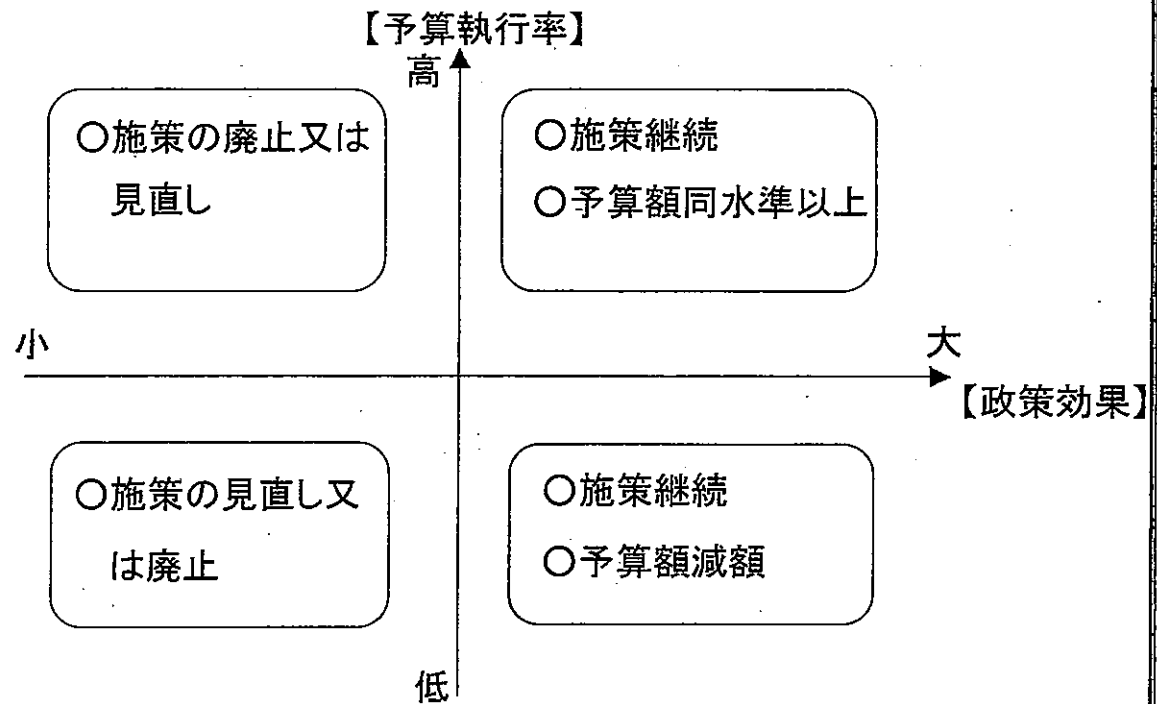 【予算執行率】
高
○施策の廃止又は
見直し
○施策継続
○予算額同水準以上
小
大
【政策効果】
○施策の見直し又
は廃止
○施策継続
○予算額減額
低